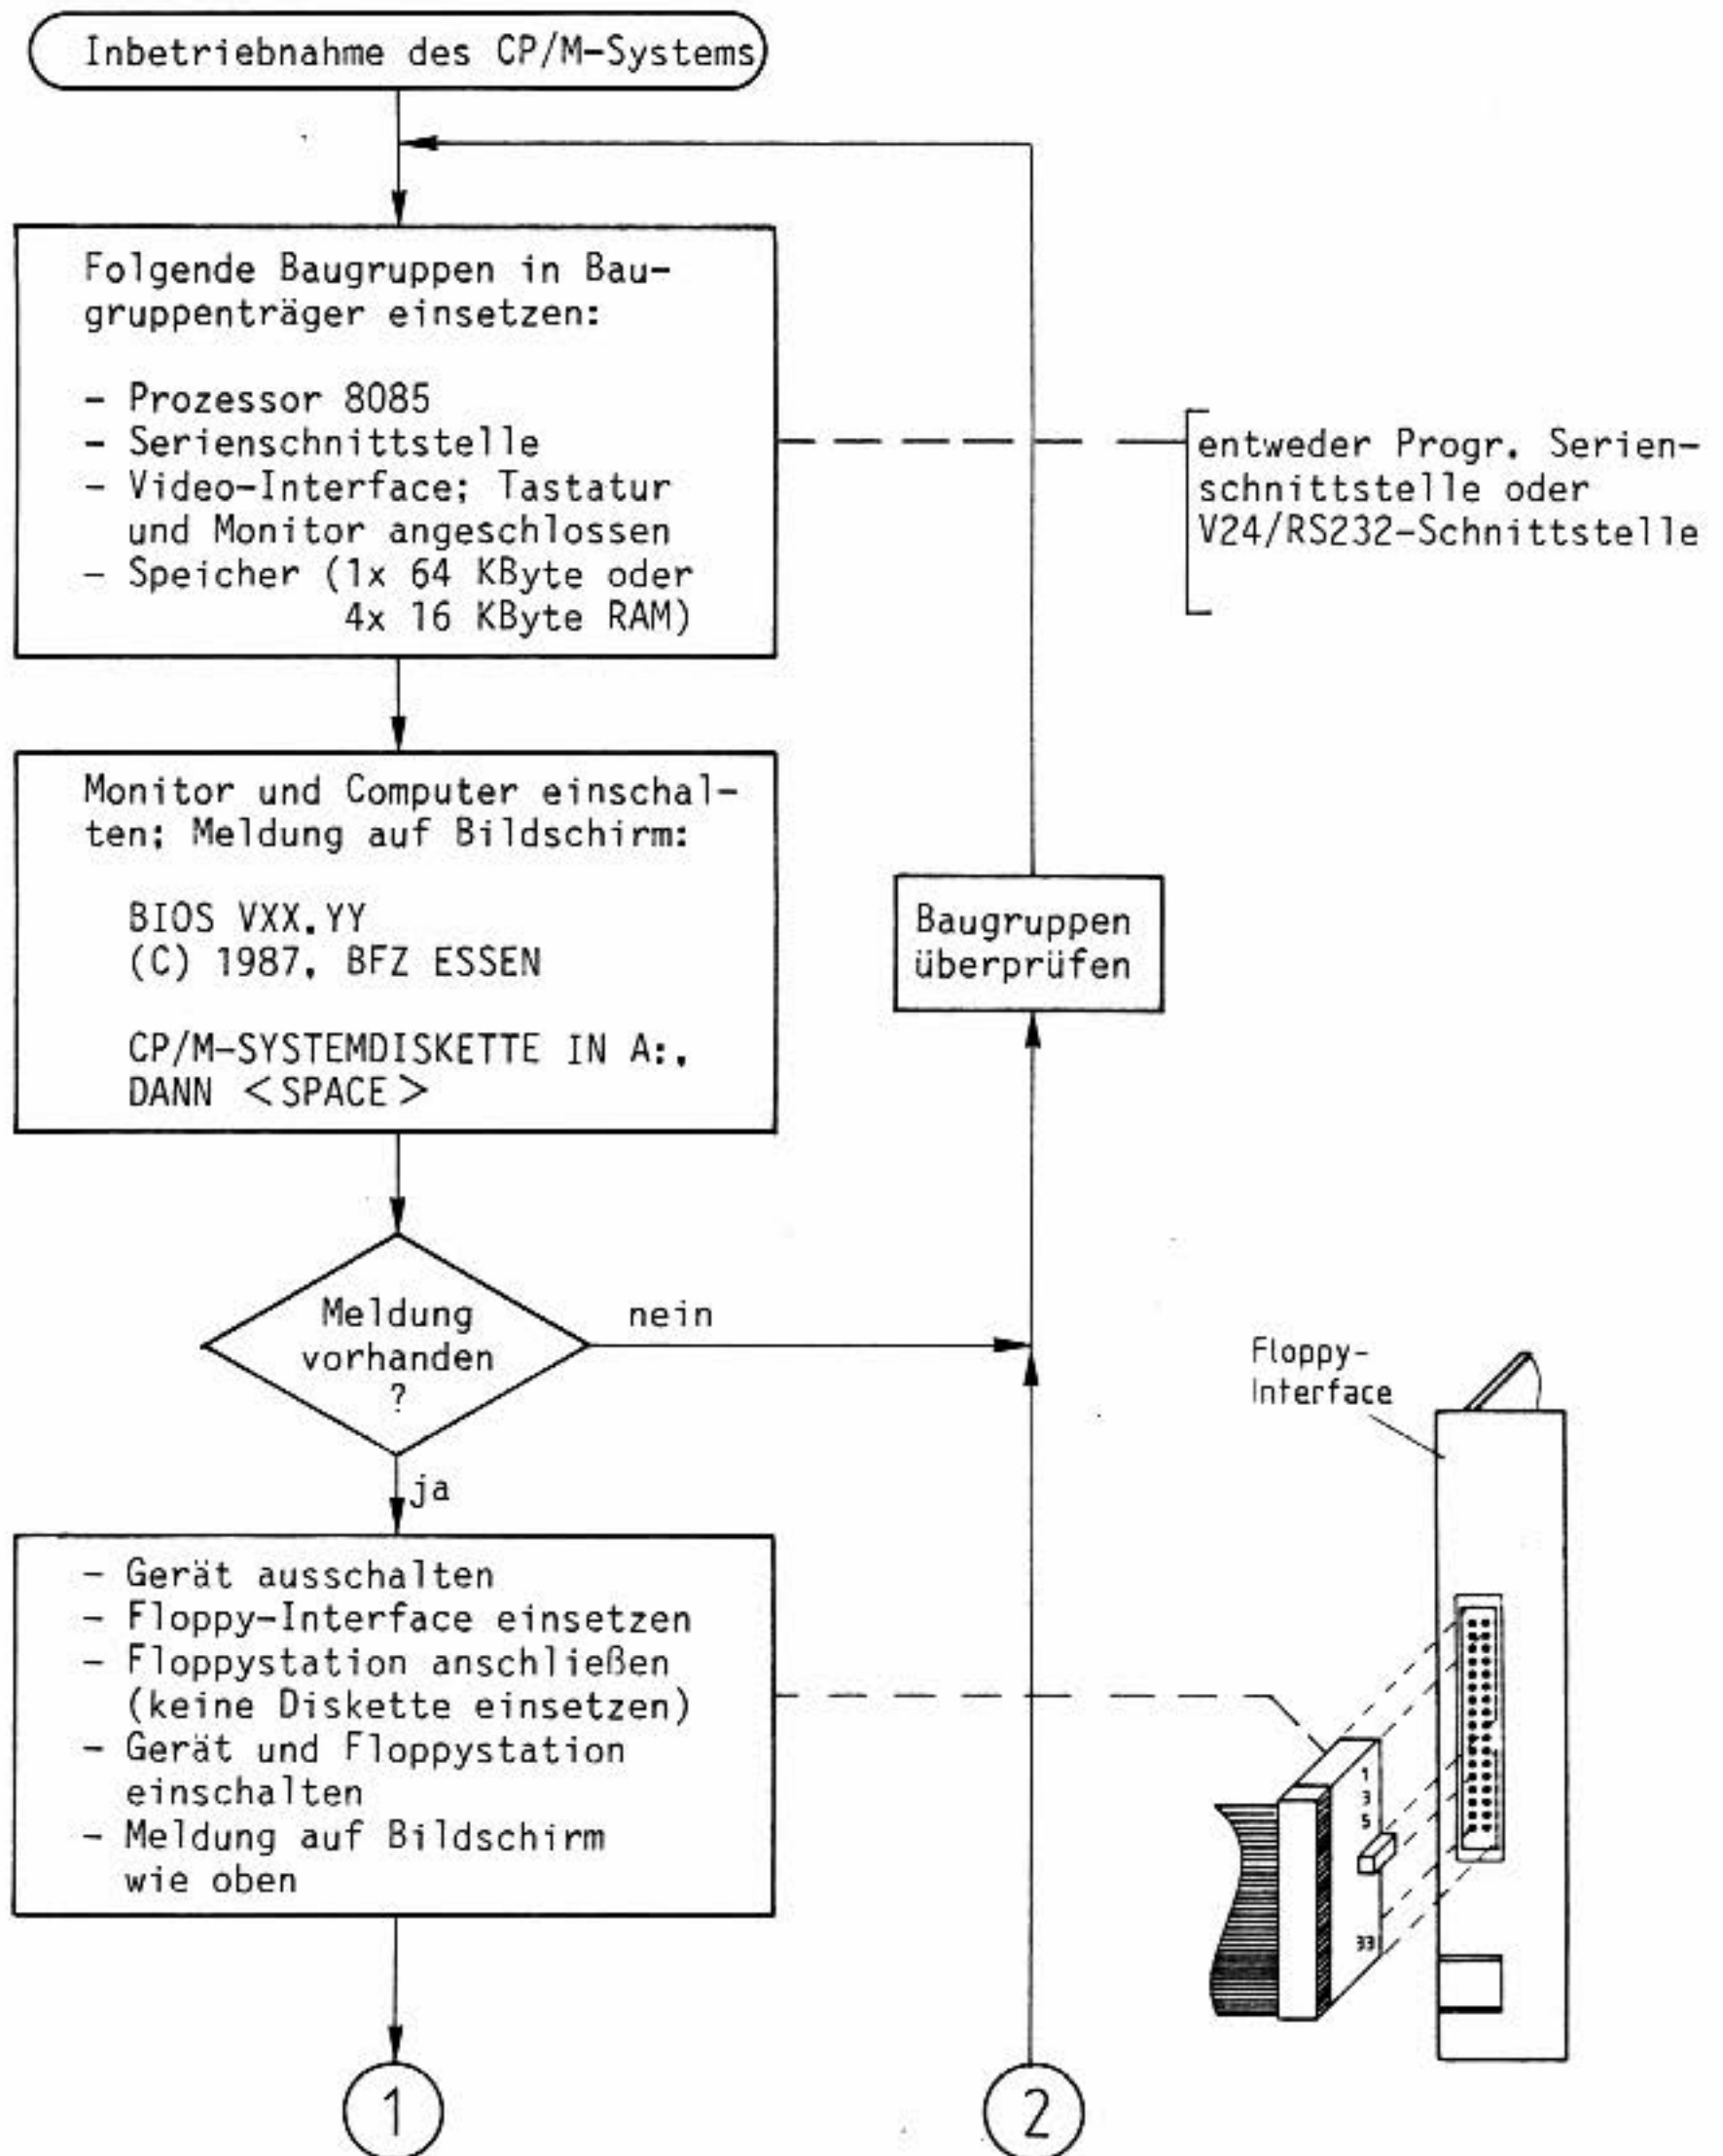 Inbetriebnahme des CP/M-Systems
Folgende Baugruppen in Bau-
gruppenträger einsetzen:
- Prozessor 8085
- Serienschnittstelle
- Video-Interface; Tastatur
und Monitor angeschlossen
- Speicher (1x 64 KByte oder
4x 16 KByte RAM)
entweder Progr. Serien-
schnittstelle oder
V24/RS232-Schnittstelle
Monitor und Computer einschal-
ten; Meldung auf Bildschirm:
BIOS VXX.YY
(C) 1987, BFZ ESSEN
CP/M-SYSTEMDISKETTE IN A:,
DANN <SPACE>
Baugruppen
überprüfen
Meldung
vorhanden
?
nein
ja
Floppy-
Interface
- Gerät ausschalten
- Floppy-Interface einsetzen
- Floppystation anschließen
(keine Diskette einsetzen)
- Gerät und Floppystation
einschalten
- Meldung auf Bildschirm
wie oben
1
3
5
33
1
2